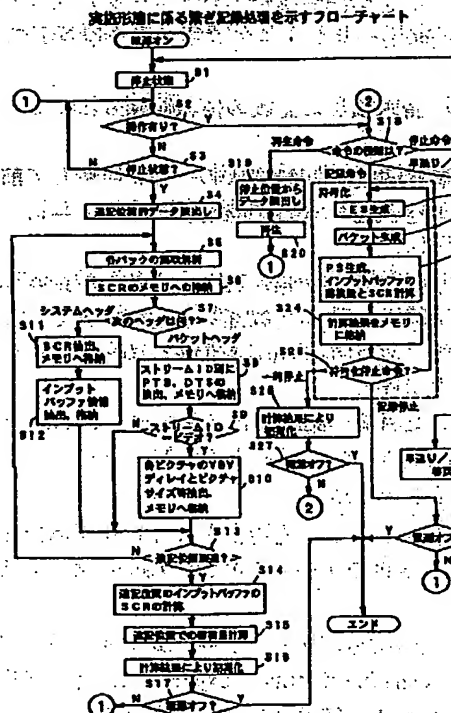 実施形態に係る繋ぎ記録処理を示すフローチャート
電源オン
停止状態
S1
1
S2
操作有り?
Y
2
N
S3
停止状態?
Y
S18
命令の種別は?
再生命令
停止命令
早送り/
記録命令
S19
停止位置から
データ読出し
再生
S20
1
S4
追記位置前データ読出し
S5
各パックの
S6
SCRのメモリへの格納
S7
次のヘッダは何?
システムヘッダ
パケットヘッダ
S11
SCR抽出、
メモリへ格納
インプット
バッファ情報
抽出、格納
S12
S8
ストリームID別に
PTS、DTSの
抽出、メモリへ格納
S9
ストリームID
=ビデオ?
N
Y
各ピクチャのVBV
ディレイとピクチャ
サイズ等抽出、
メモリへ格納
S10
符号化
ES生成
パケット生成
PS生成、
インプットバッファの
蓄積量とSCR計算
S24
計算結果をメモリ
に格納
S25
符号化停止命令?
一時停止
記録停止
S26
計算結果により
初期化
S27
電源オフ?
Y
N
2
早送り/
N
S13
追記位置到達?
Y
S14
追記位置のインプットバッファの
SCRの計算
S15
追記位置での蓄積量計算
S16
計算結果により初期化
S17
電源オフ?
N
Y
1
Y
電源オフ
N
1
エンド